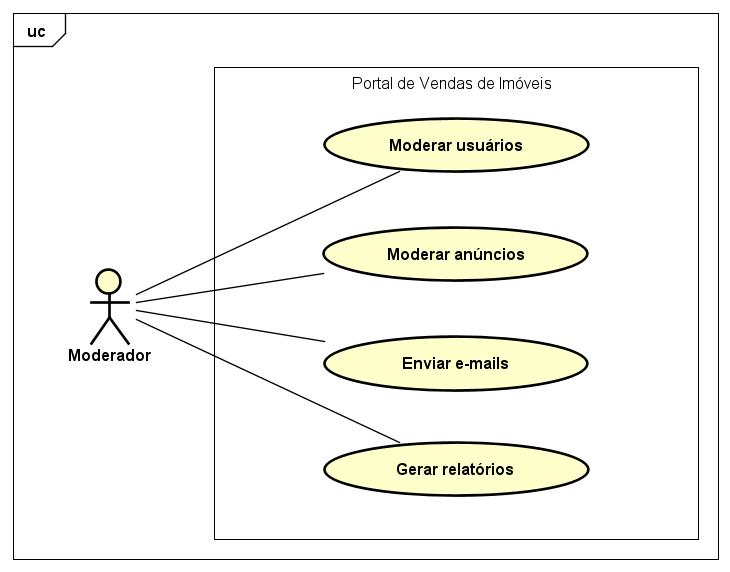 uc
Portal de Vendas de Imóveis
Moderar usuários
Moderar anúncios
Moderador
Enviar e-mails
Gerar relatórios